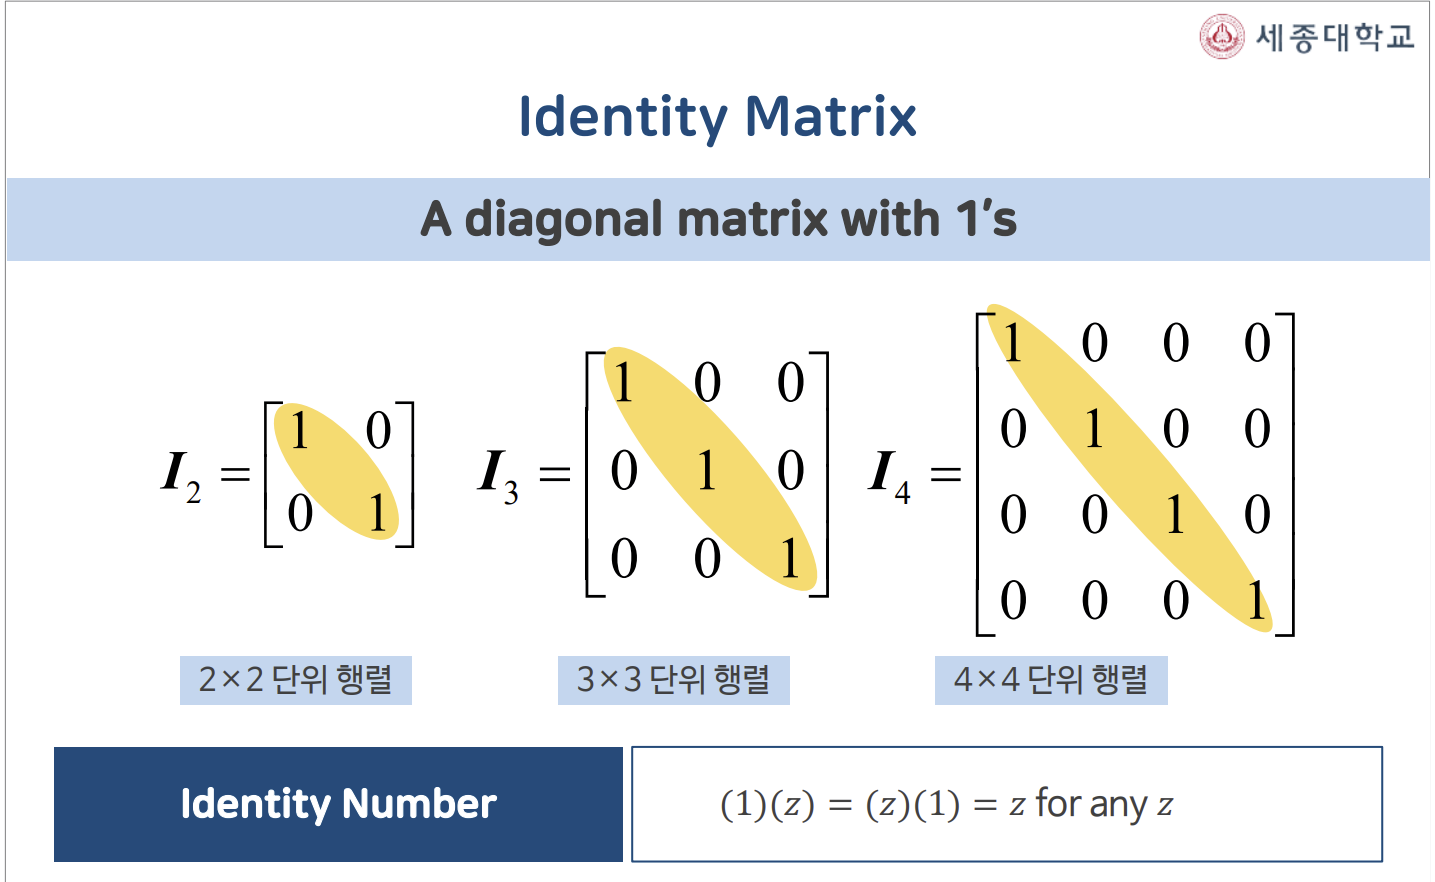 세종대학교
Identity Matrix
A diagonal matrix with 1's
I₂ = [1 0; 0 1]
I₃ = [1 0 0; 0 1 0; 0 0 1]
I₄ = [1 0 0 0; 0 1 0 0; 0 0 1 0; 0 0 0 1]
2×2 단위 행렬
3×3 단위 행렬
4×4 단위 행렬
Identity Number
(1)(z) = (z)(1) = z for any z